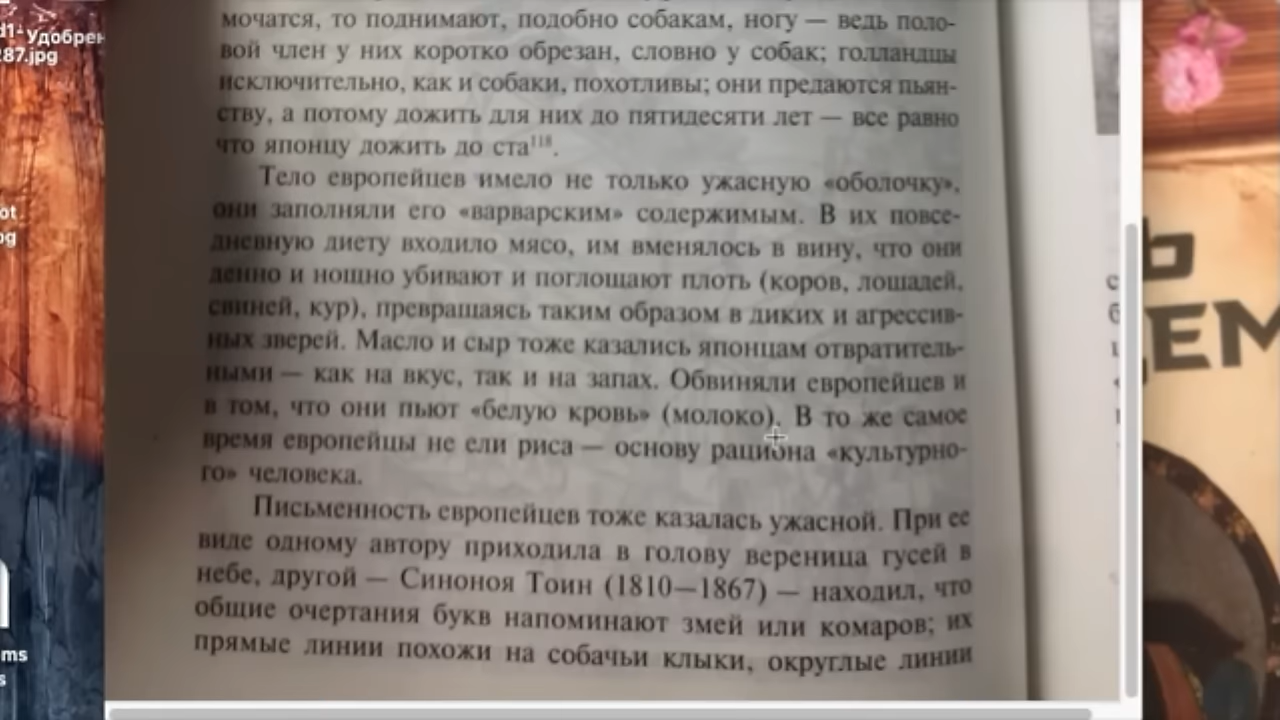 d1-
Удобрен
:87.jpg
мочатся, то поднимают, подобно собакам, ногу — ведь поло-
вой член у них коротко обрезан, словно у собак; голландцы
исключительно, как и собаки, похотливы; они предаются пьян-
ству, а потому дожить для них до пятидесяти лет — все равно
что японцу дожить до ста¹¹⁸.
Тело европейцев имело не только ужасную «оболочку»,
они заполняли его «варварским» содержимым. В их повсе-
дневную диету входило мясо, им вменялось в вину, что они
денно и нощно убивают и поглощают плоть (коров, лошадей,
свиней, кур), превращаясь таким образом в диких и агрессив-
ных зверей. Масло и сыр тоже казались японцам отвратитель-
ными — как на вкус, так и на запах. Обвиняли европейцев и
в том, что они пьют «белую кровь» (молоко). В то же самое
время европейцы не ели риса — основу рациона «культурно-
го» человека.
Письменность европейцев тоже казалась ужасной. При ее
виде одному автору приходила в голову вереница гусей в
небе, другой — Синоноя Тоин (1810—1867) — находил, что
общие очертания букв напоминают змей или комаров; их
прямые линии похожи на собачьи клыки, округлые линии
ot
og
ms
s
Ь
ЦЕМ